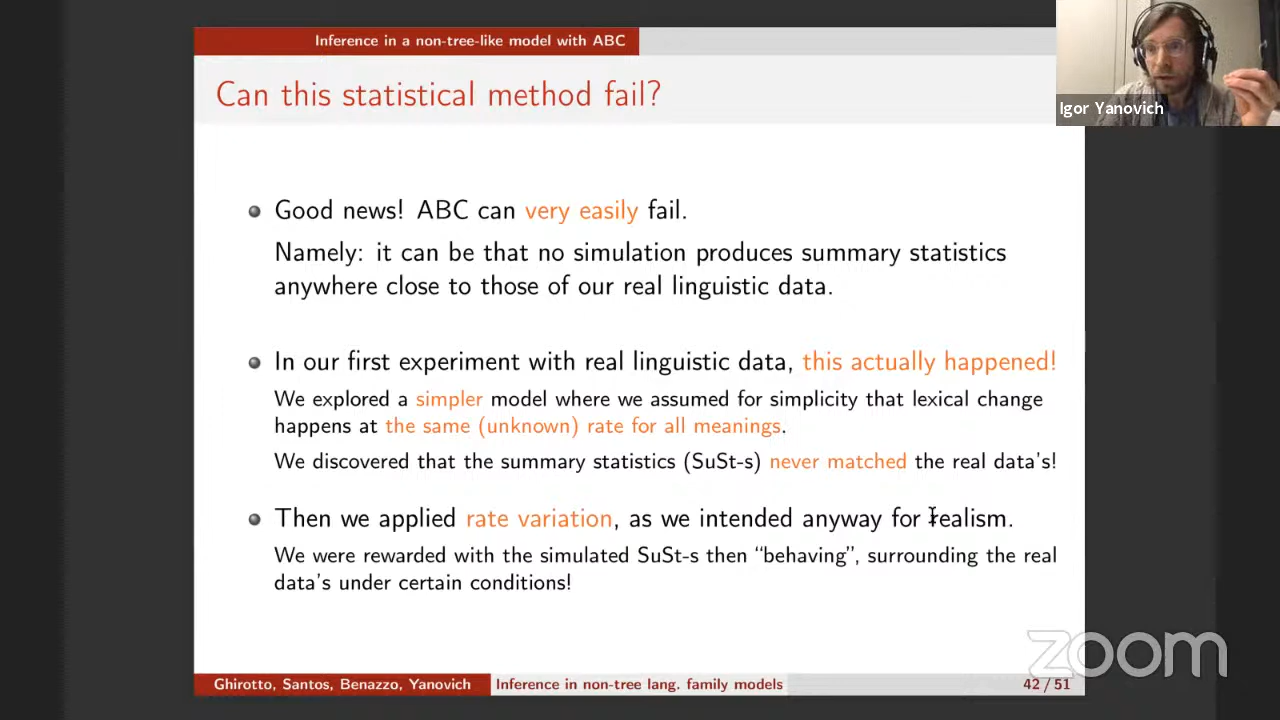 Inference in a non-tree-like model with ABC
Igor Yanovich
Can this statistical method fail?
Good news! ABC can very easily fail.
Namely: it can be that no simulation produces summary statistics
anywhere close to those of our real linguistic data.
In our first experiment with real linguistic data, this actually happened!
We explored a simpler model where we assumed for simplicity that lexical change
happens at the same (unknown) rate for all meanings.
We discovered that the summary statistics (SuSt-s) never matched the real data's!
Then we applied rate variation, as we intended anyway for realism.
We were rewarded with the simulated SuSt-s then “behaving”, surrounding the real
data's under certain conditions!
zoom
Ghirotto, Santos, Benazzo, Yanovich Inference in non-tree lang. family models 42 / 51